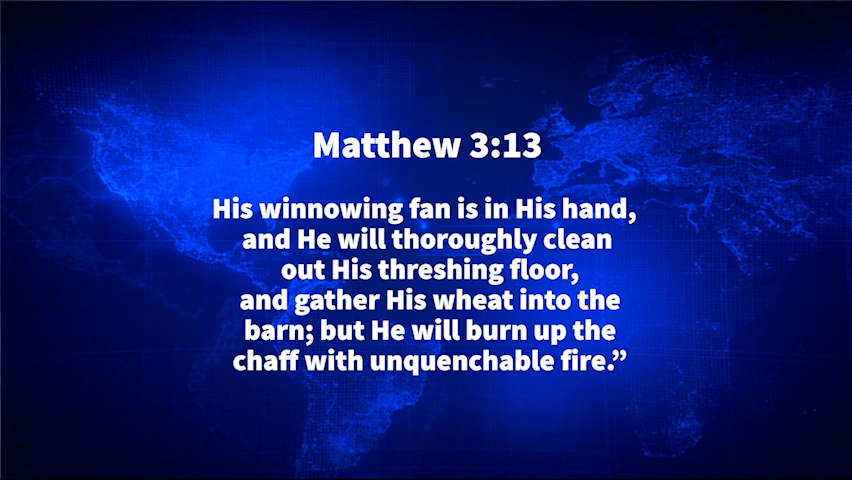 Matthew 3:13
His winnowing fan is in His hand,
and He will thoroughly clean
out His threshing floor,
and gather His wheat into the
barn; but He will burn up the
chaff with unquenchable fire.”